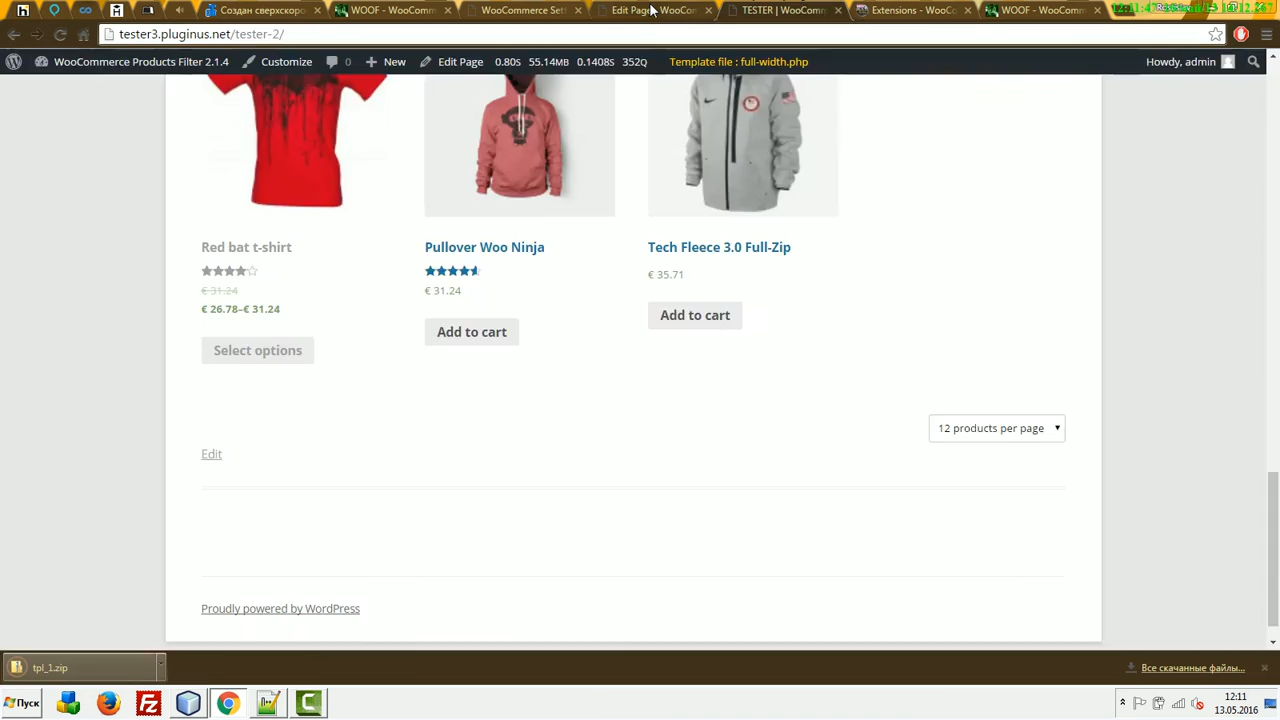 Создан сверхскоро
WOOF - WooComm
WooCommerce Set
Edit Page
WooCom
TESTER | WooComm
Extensions - WooCo
WOOF - WooComm
tester3.pluginus.net/tester-2/
WooCommerce Products Filter 2.1.4 Customize 0 New Edit Page 0.80S 55.14MB 0.1408S 352Q Template file : full-width.php Howdy, admin
Red bat t-shirt Pullover Woo Ninja Tech Fleece 3.0 Full-Zip
€ 35.71
€ 31.24 € 31.24
€ 26.78–€ 31.24
Add to cart
Add to cart
Select options
12 products per page
Edit
Proudly powered by WordPress
tpl_1.zip Все скачанные файлы...
Пуск 12:11
13.05.2016